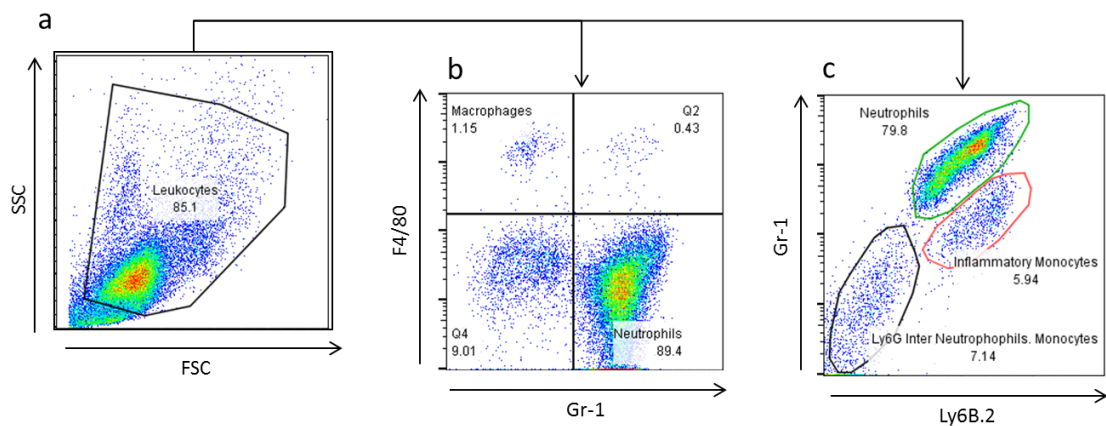 a
SSC
Leukocytes
85.1
FSC
b
F4/80
Macrophages
1.15
Q2
0.43
Q4
9.01
Neutrophils
89.4
Gr-1
c
Gr-1
Neutrophils
79.8
Inflammatory Monocytes
5.94
Ly6G Inter Neutrophophils. Monocytes
7.14
Ly6B.2